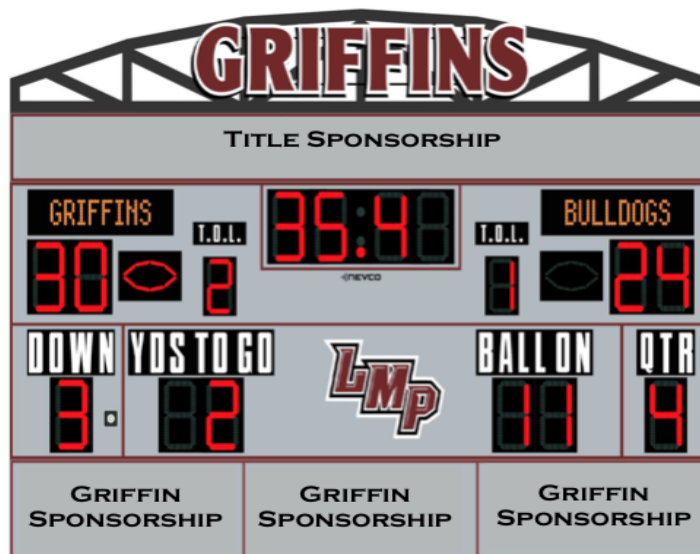 GRIFFINS
TITLE SPONSORSHIP
GRIFFINS
35.4
BULLDOGS
T.O.L.
T.O.L.
30
2
1
24
NEVCO
DOWN
YDS TO GO
BALL ON
QTR
LMP
3
2
11
4
GRIFFIN
SPONSORSHIP
GRIFFIN
SPONSORSHIP
GRIFFIN
SPONSORSHIP